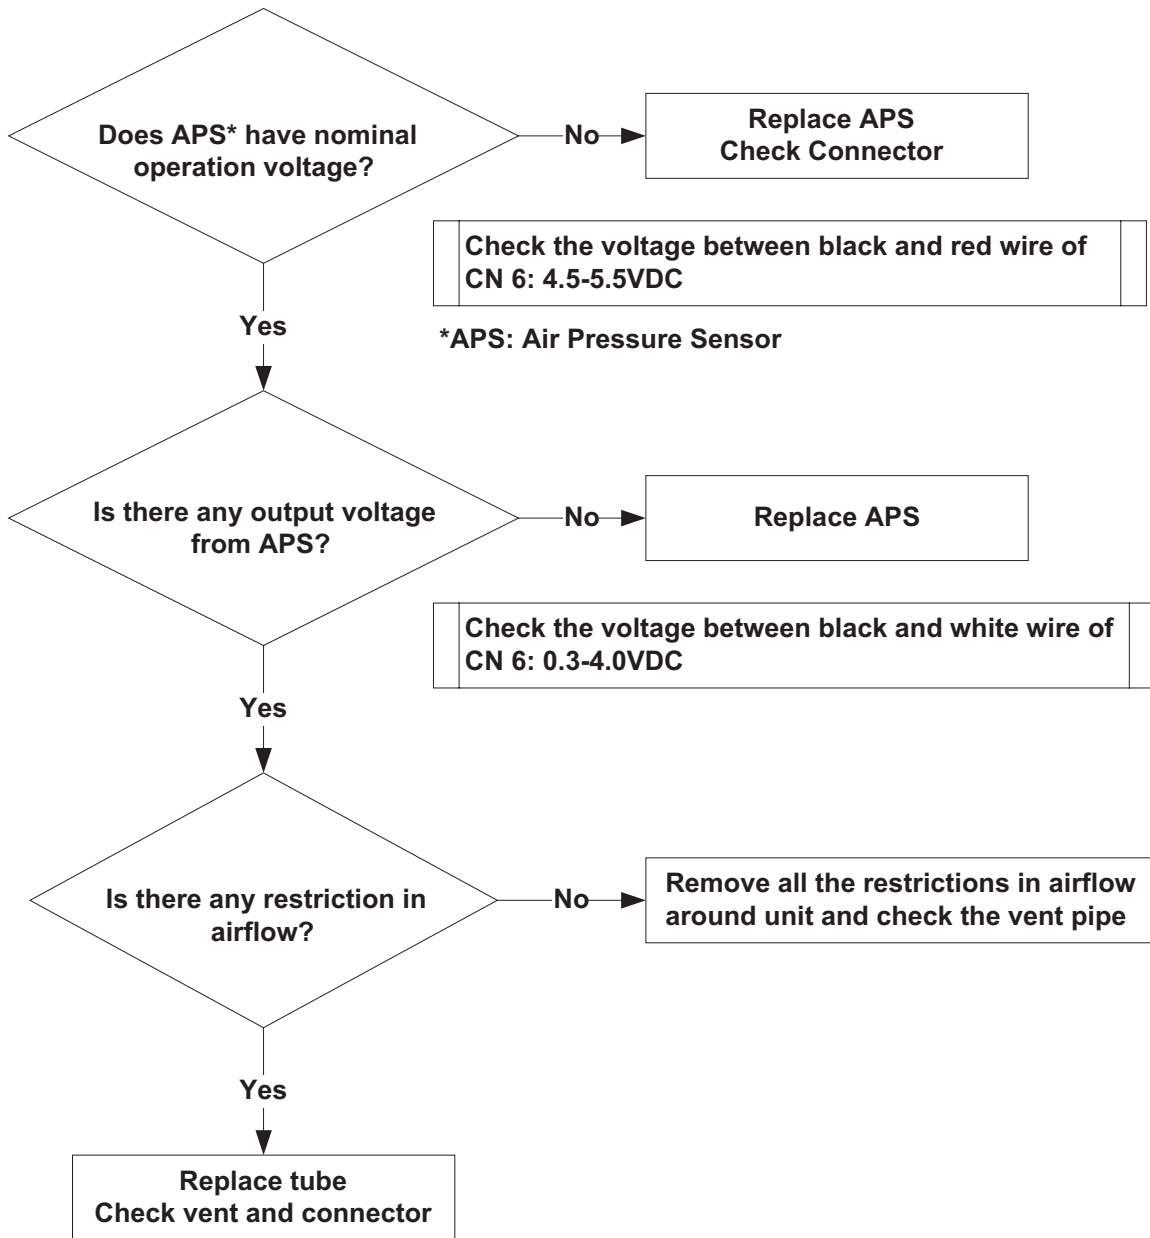 Does APS* have nominal
operation voltage?
No
Replace APS
Check Connector
Check the voltage between black and red wire of
CN 6: 4.5-5.5VDC
Yes
*APS: Air Pressure Sensor
Is there any output voltage
from APS?
No
Replace APS
Check the voltage between black and white wire of
CN 6: 0.3-4.0VDC
Yes
Is there any restriction in
airflow?
No
Remove all the restrictions in airflow
around unit and check the vent pipe
Yes
Replace tube
Check vent and connector